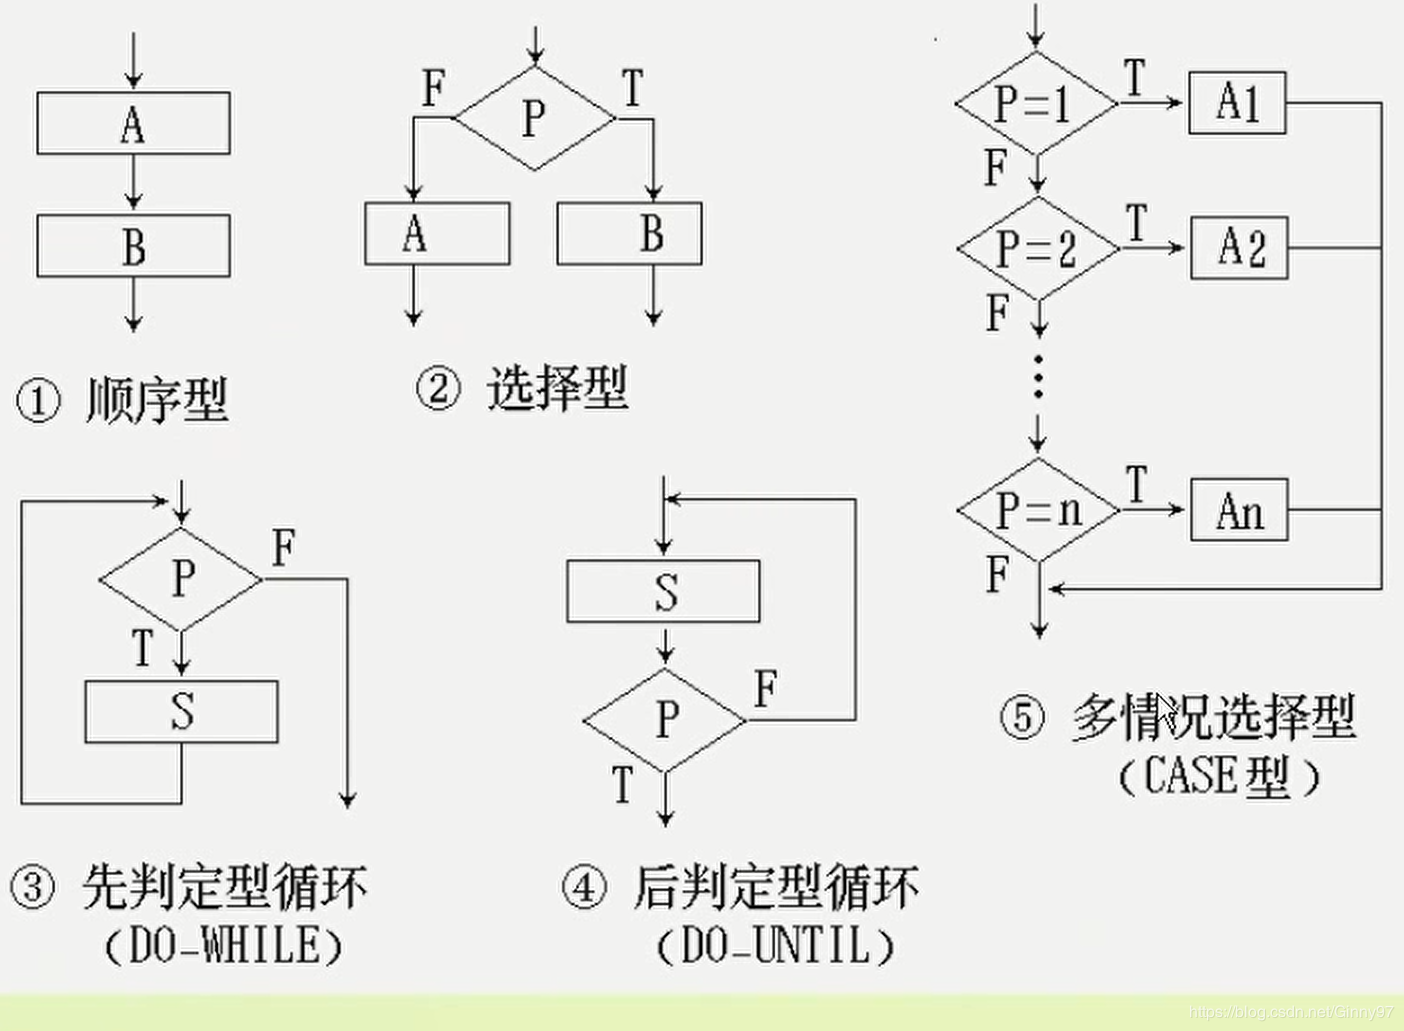 A
B
① 顺序型
F
T
P
A
B
② 选择型
P
F
T
S
③ 先判定型循环
(DO-WHILE)
S
P
F
T
④ 后判定型循环
(DO-UNTIL)
P=1
T
A1
F
P=2
T
A2
F
P=n
T
An
F
⑤ 多情况选择型
(CASE型)
https://blog.csdn.net/Ginny97